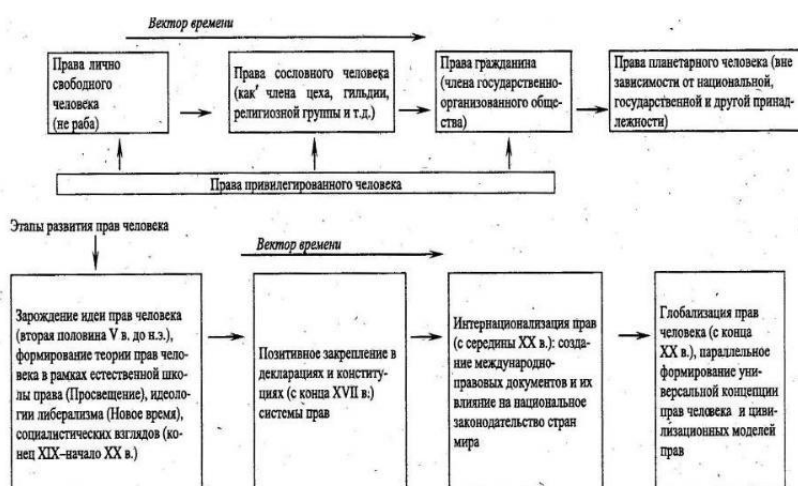 Вектор времени
Права лично
свободного
человека
(не раба)
Права сословного человека
(как члена цеха, гильдии,
религиозной группы и т.д.)
Права гражданина
(члена государственно-
организованного обще-
ства)
Права планетарного человека (вне
зависимости от национальной,
государственной и другой принад-
лежности)
Права привилегированного человека
Этапы развития прав человека
Вектор времени
Зарождение идеи прав человека
(вторая половина V в. до н.э.),
формирование теории прав чело-
века в рамках естественной шко-
лы права (Просвещение), идеоло-
гии либерализма (Новое время),
социалистических взглядов (ко-
нец XIX–начало XX в.)
Позитивное закрепление в
декларациях и конститу-
циях (с конца XVII в.)
системы прав
Интернационализация прав
(с середины XX в.): созда-
ние международно-
правовых документов и их
влияние на национальное
законодательство стран
мира
Глобализация прав
человека (с конца
XX в.), параллельное
формирование уни-
версальной концепции
прав человека и циви-
лизационных моделей
прав